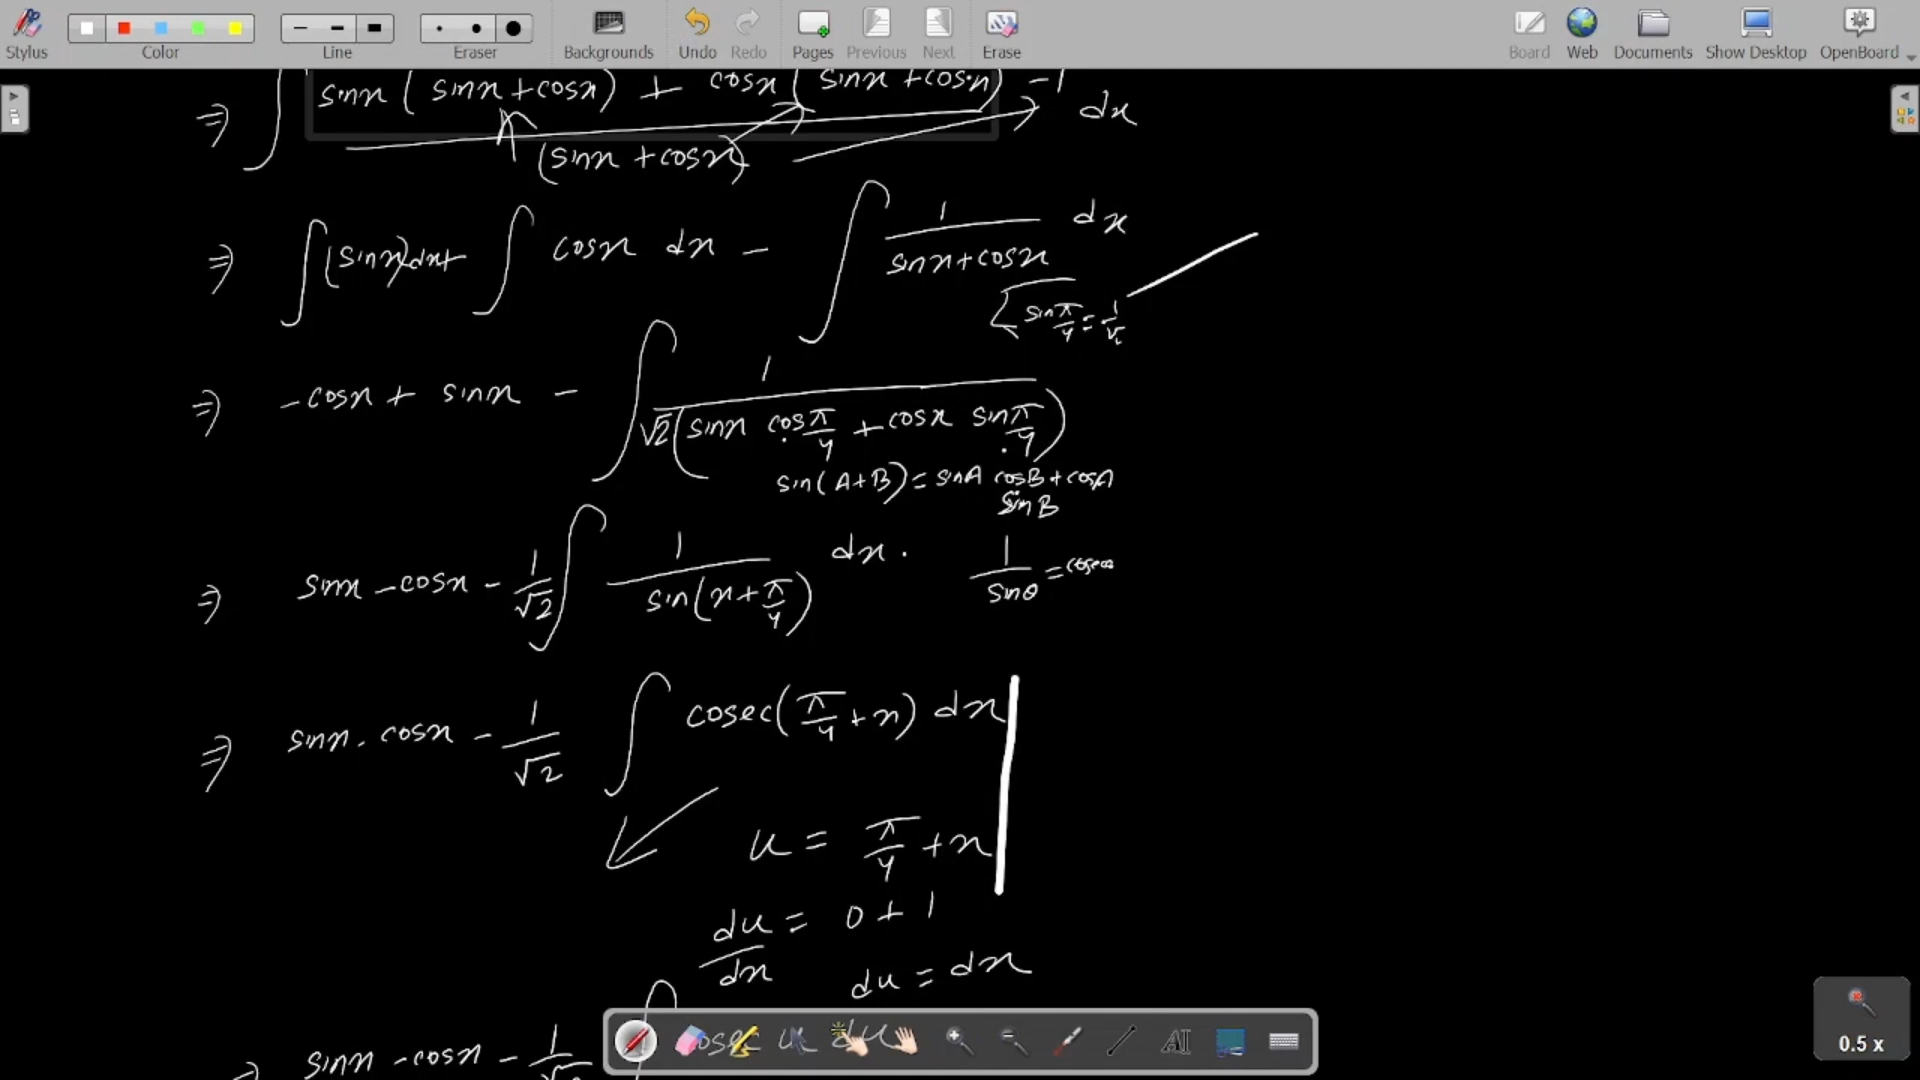 Stylus Color Line Eraser Backgrounds Undo Redo Pages Previous Next Erase Board Web Documents Show Desktop OpenBoard
⇒ ∫ sinx (sinx + cosx) + cosx (sinx + cosx) - 1 dx
(sinx + cosx)
⇒ ∫ (sinx)dx + ∫ cosx dx - ∫ 1/(sinx + cosx) dx
sin π/4 = 1/√2
⇒ -cosx + sinx - ∫ 1/(√2 (sinx cos π/4 + cosx sin π/4))
sin(A+B) = sinA cosB + cosA
sinB
⇒ sinx - cosx - 1/√2 ∫ 1/sin(x + π/4) dx. 1/sinθ = cosecθ
⇒ sinx - cosx - 1/√2 ∫ cosec(π/4 + x) dx
u = π/4 + x
du/dx = 0 + 1
du = dx
⇒ sinx - cosx - 1/√2 ∫ cosec u du
0.5 x